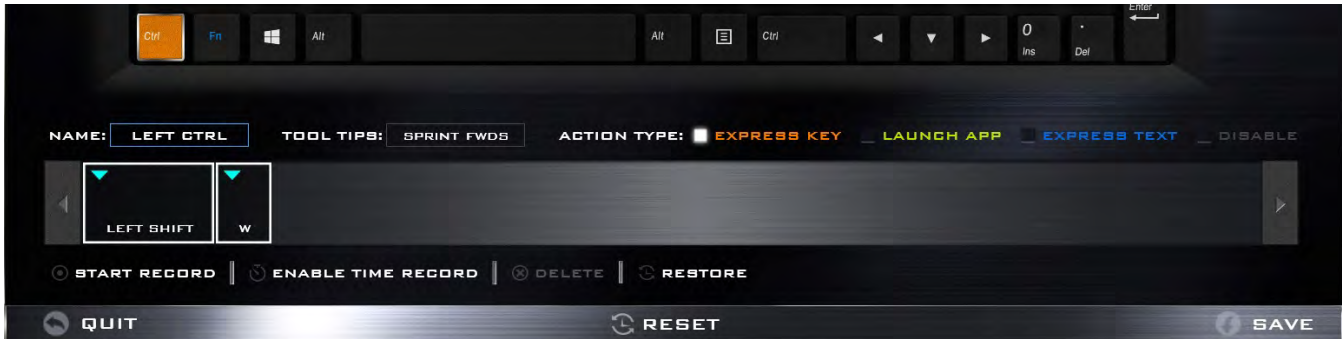 Enter
Ctrl Fn Alt Alt Ctrl 0 Ins . Del
NAME: LEFT CTRL TOOL TIPS: SPRINT FWDS ACTION TYPE: EXPRESS KEY LAUNCH APP EXPRESS TEXT DISABLE
LEFT SHIFT W
START RECORD ENABLE TIME RECORD DELETE RESTORE
QUIT RESET SAVE